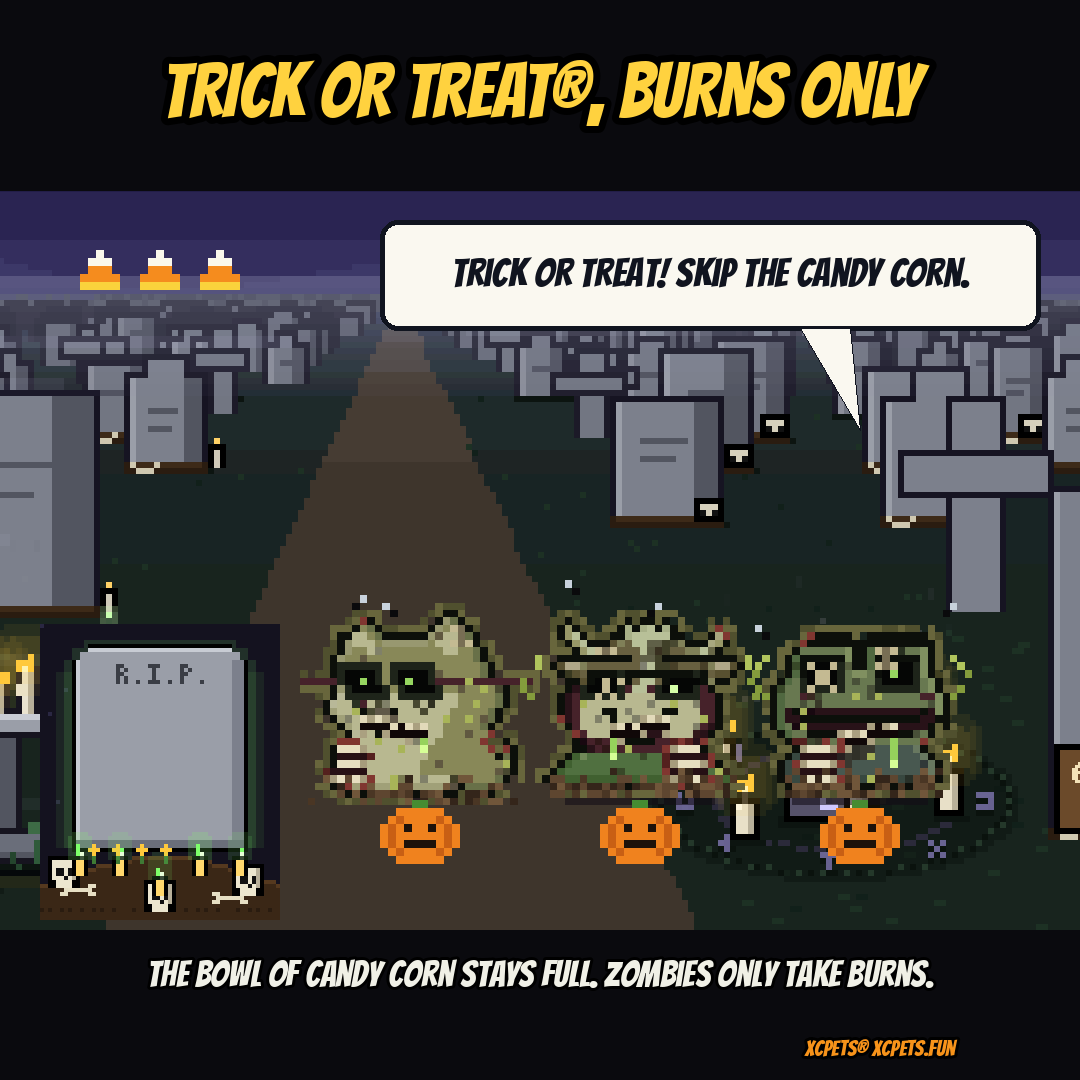 TRICK OR TREAT®, BURNS ONLY
TRICK OR TREAT! SKIP THE CANDY CORN.
R.I.P.
THE BOWL OF CANDY CORN STAYS FULL. ZOMBIES ONLY TAKE BURNS.
XCPETS® XCPETS.FUN